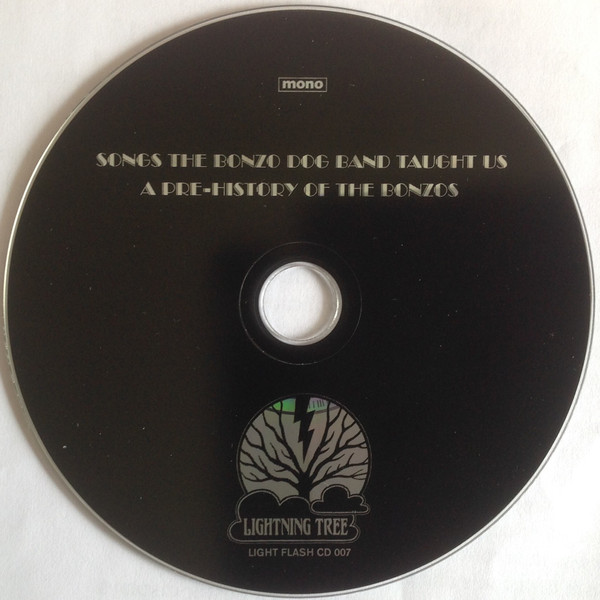 mono
SONGS THE BONZO DOG BAND TAUGHT US
A PRE-HISTORY OF THE BONZOS
LIGHTNING TREE
LIGHT FLASH CD 007